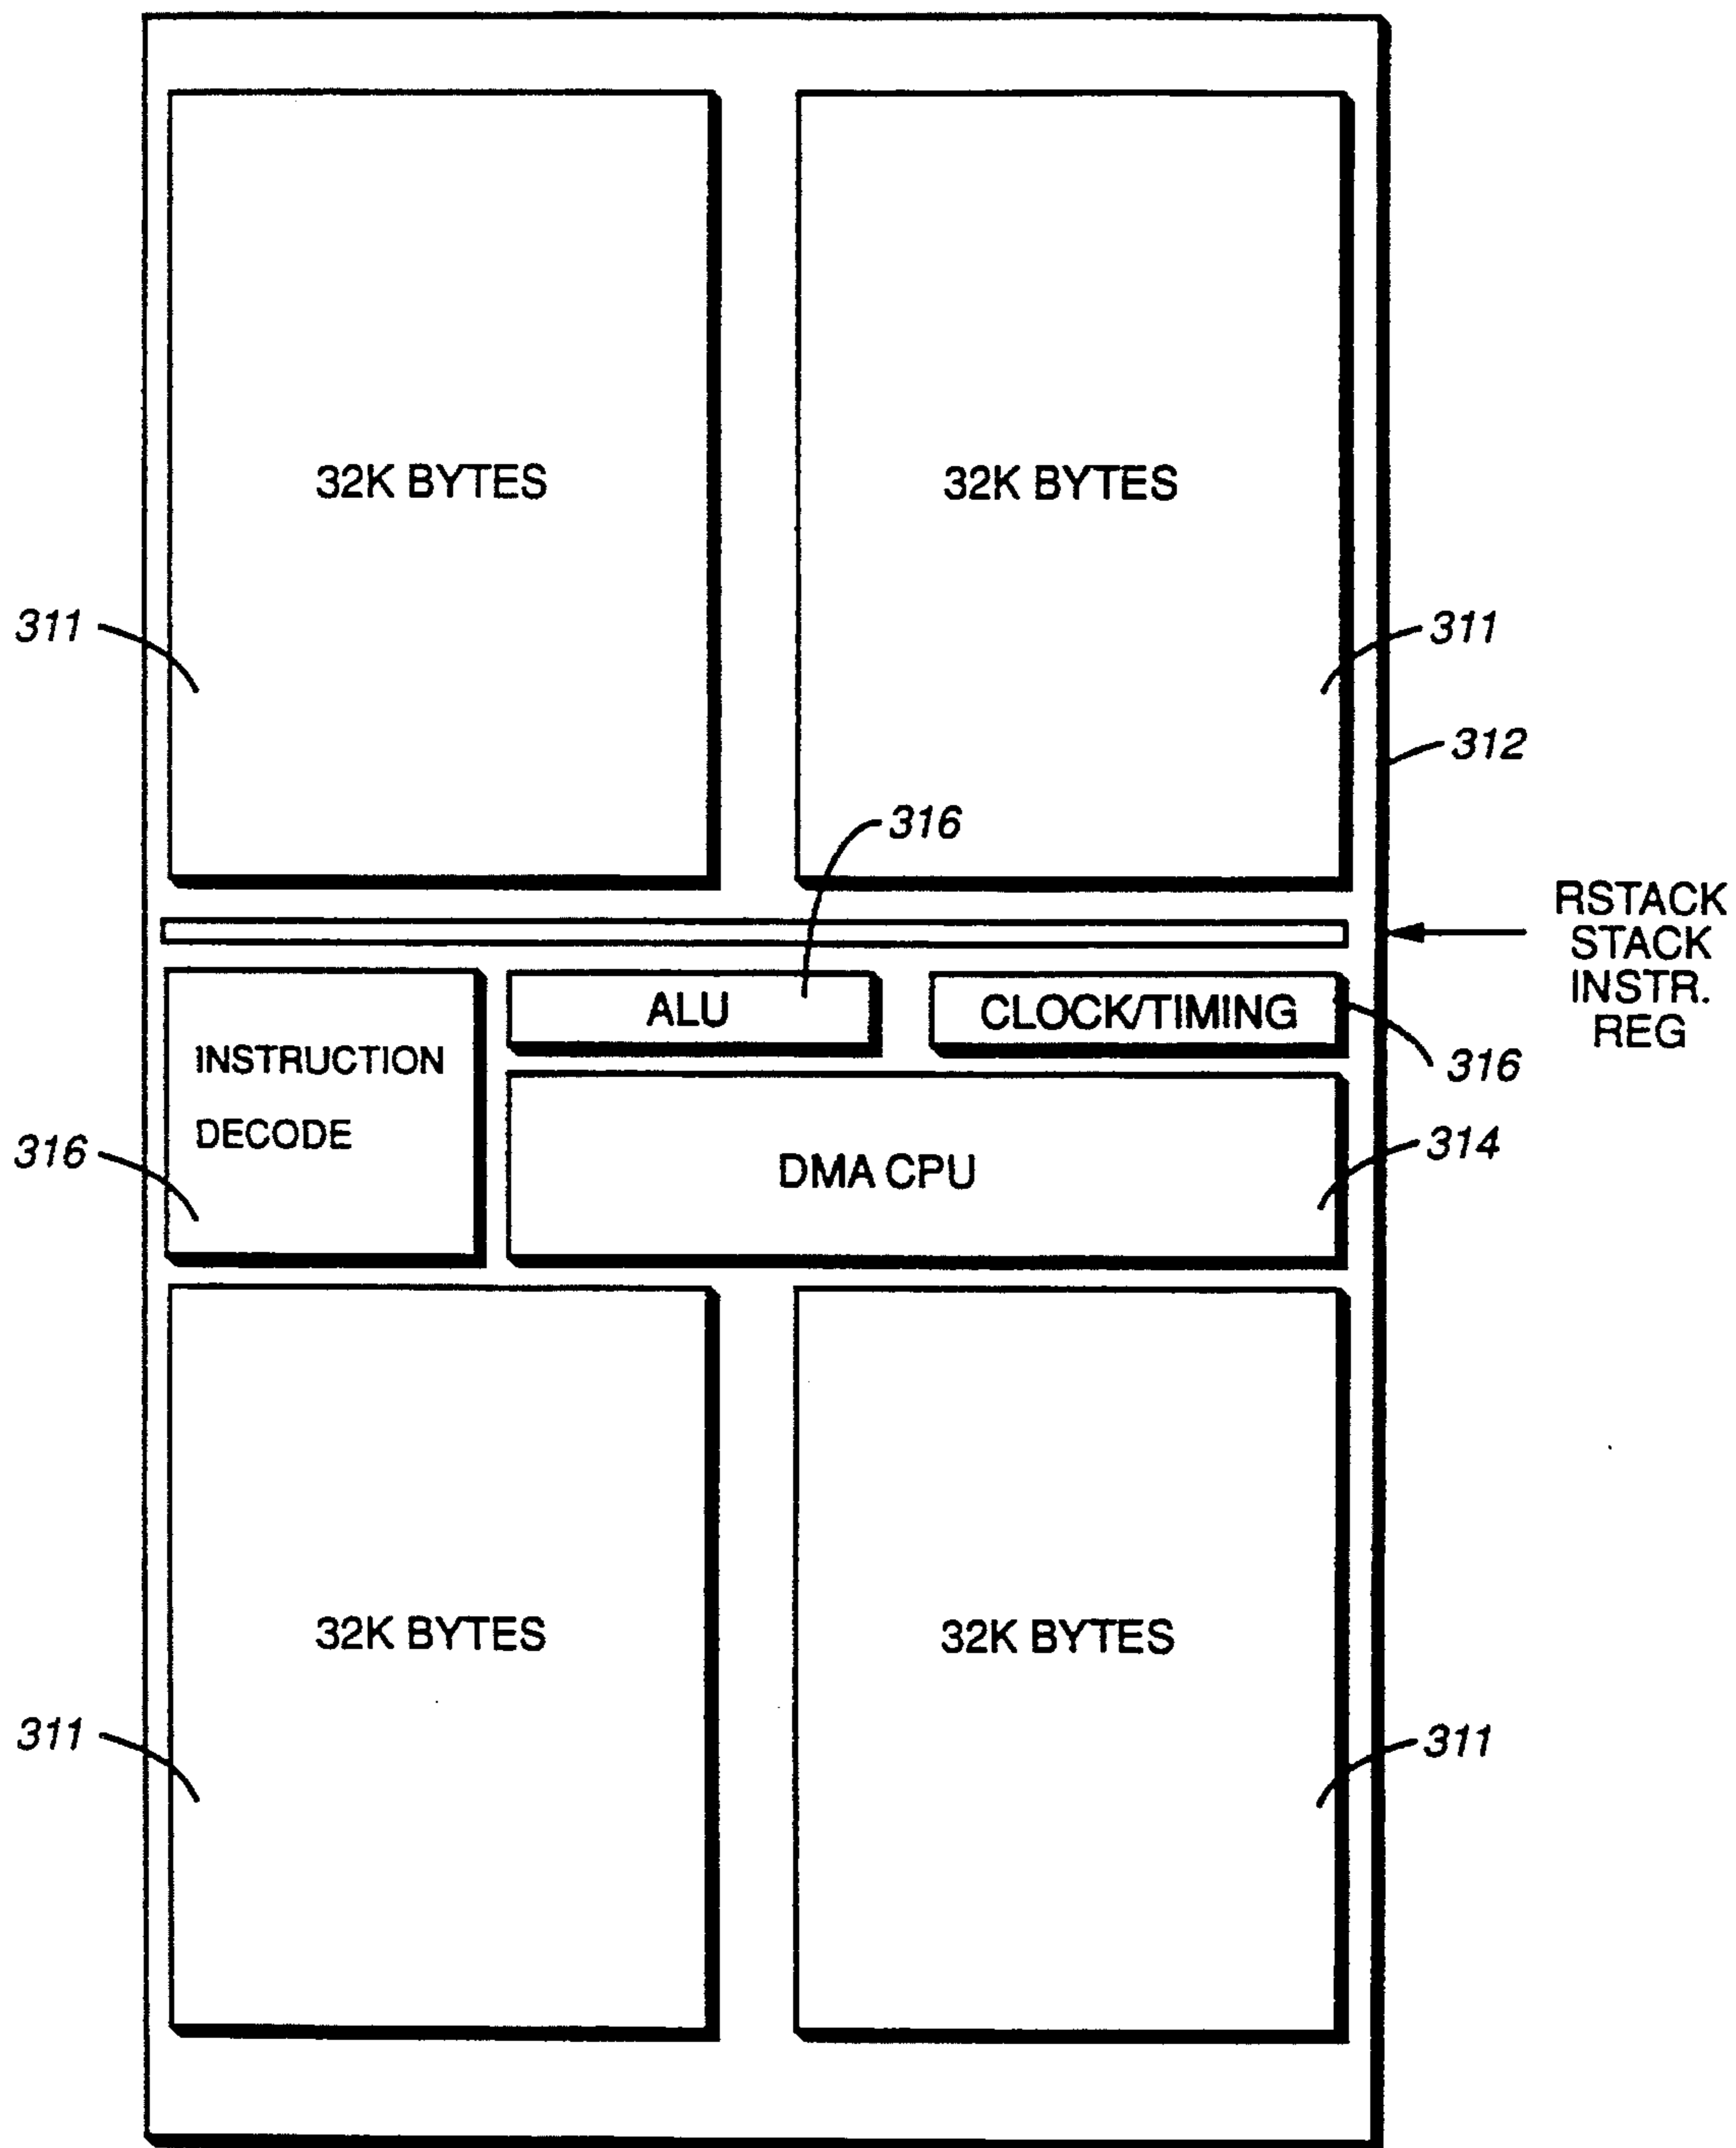 32K BYTES
32K BYTES
311
311
312
316
RSTACK
STACK
INSTR.
REG
ALU
CLOCK/TIMING
INSTRUCTION
DECODE
316
316
314
DMA CPU
32K BYTES
32K BYTES
311
311